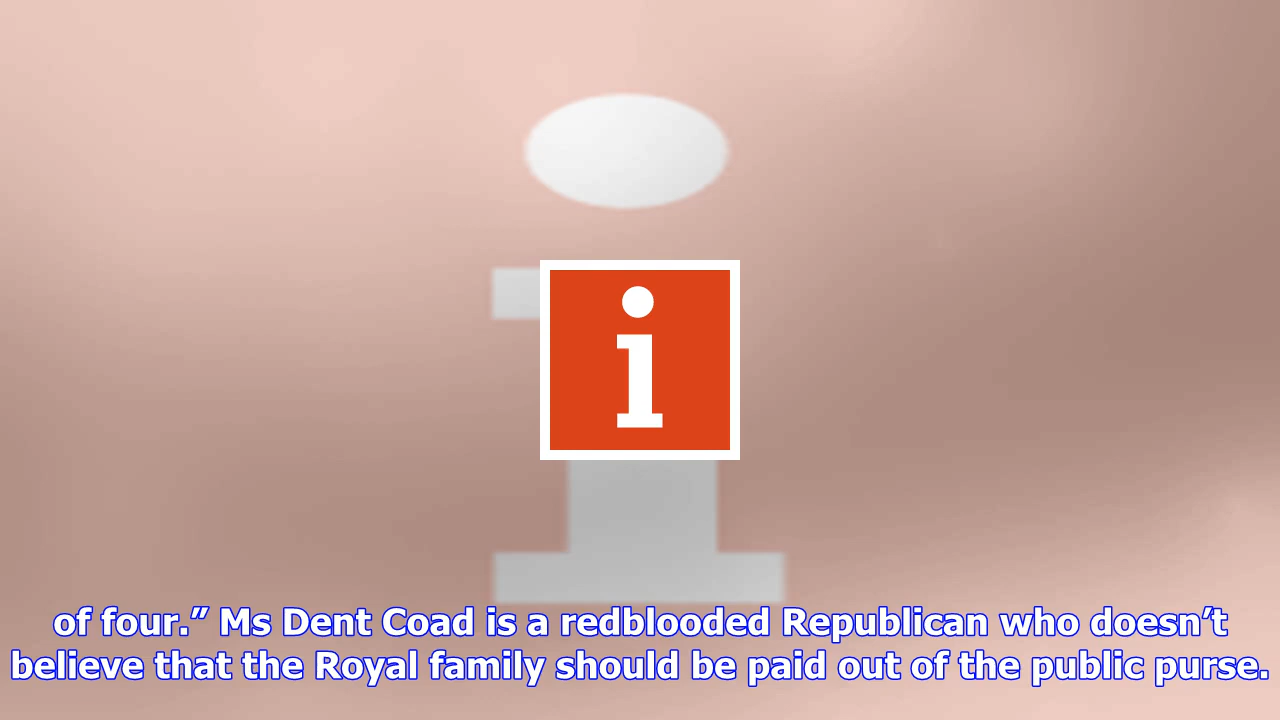 i
of four.” Ms Dent Coad is a redblooded Republican who doesn’t
believe that the Royal family should be paid out of the public purse.